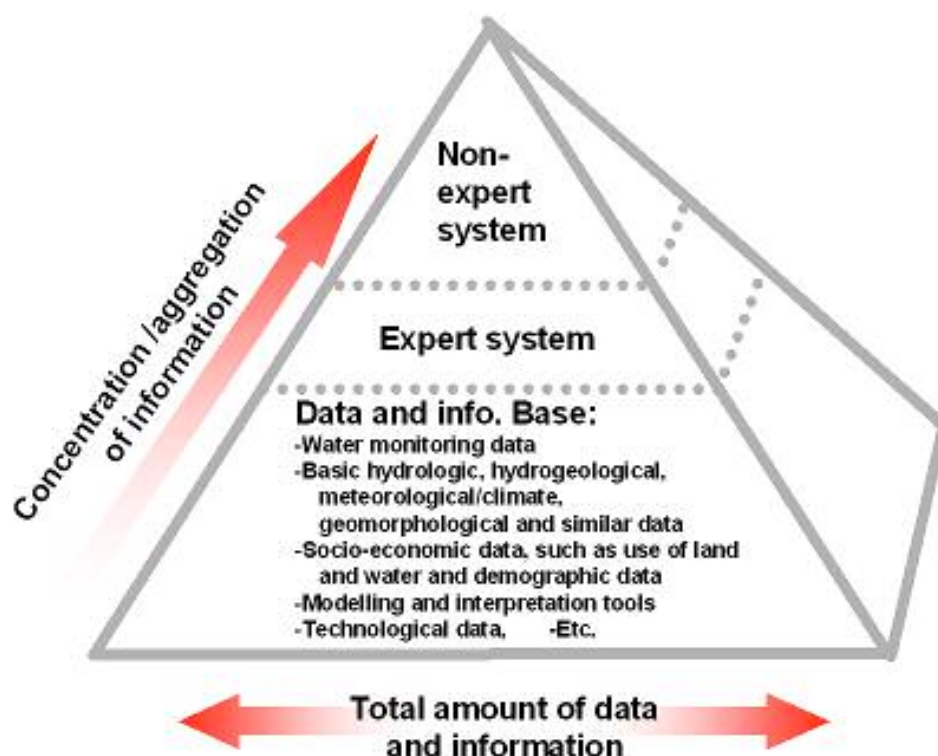 Non-
expert
system
Concentration /aggregation
of information
Expert system
Data and info. Base:
-Water monitoring data
-Basic hydrologic, hydrogeological,
meteorological/climate,
geomorphological and similar data
-Socio-economic data, such as use of land
and water and demographic data
-Modelling and interpretation tools
-Technological data, -Etc.
Total amount of data
and information